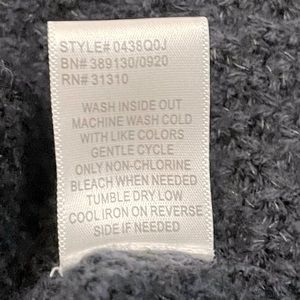 STYLE# 0438Q0J
BN# 389130/0920
RN# 31310
WASH INSIDE OUT
MACHINE WASH COLD
WITH LIKE COLORS
GENTLE CYCLE
ONLY NON-CHLORINE
BLEACH WHEN NEEDED
TUMBLE DRY LOW
COOL IRON ON REVERSE
SIDE IF NEEDED